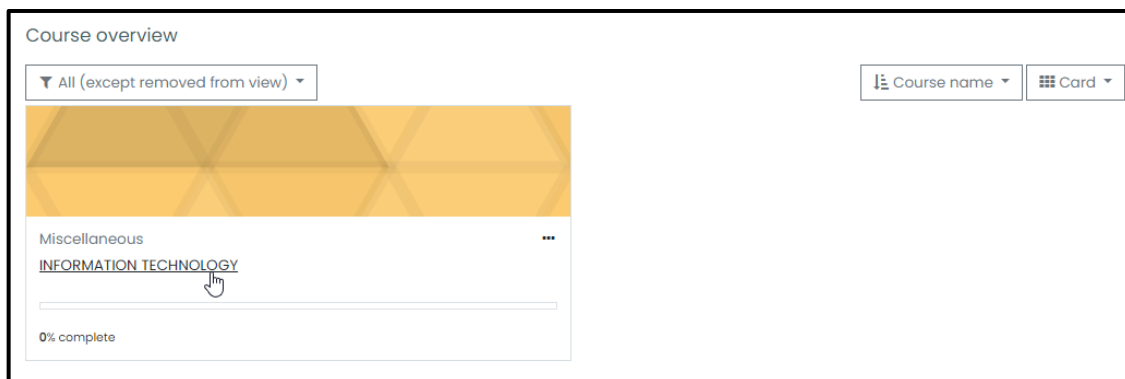 Course overview
All (except removed from view)
Course name
Card
Miscellaneous
INFORMATION TECHNOLOGY
0% complete